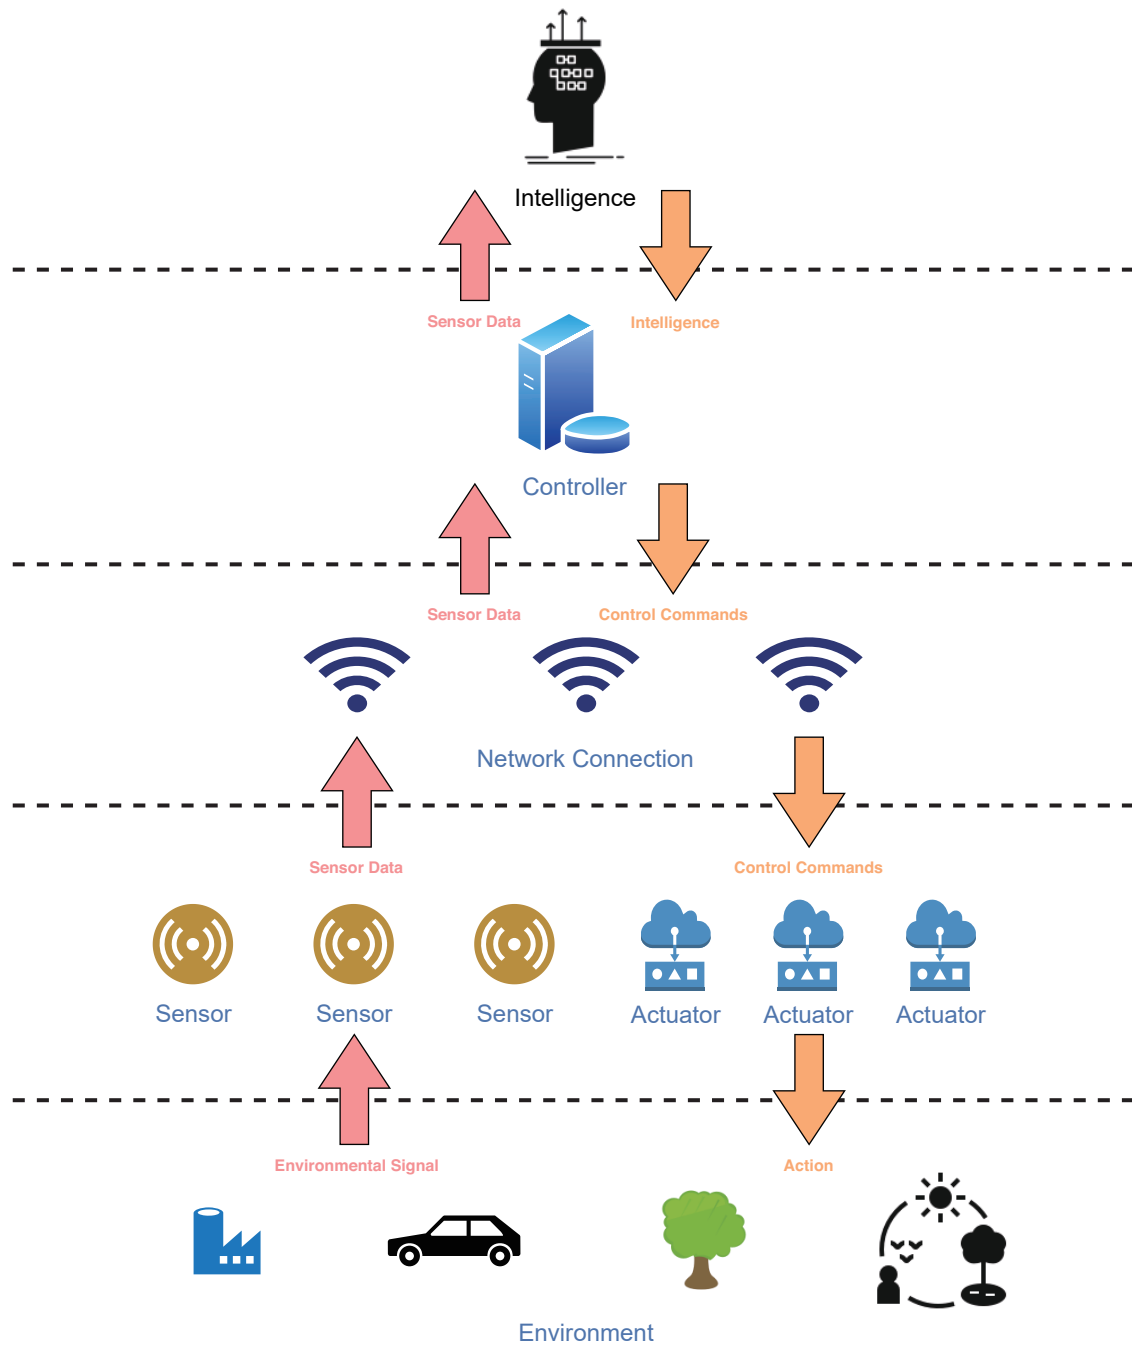 Intelligence
Sensor Data
Intelligence
Controller
Sensor Data
Control Commands
Network Connection
Sensor Data
Control Commands
Sensor
Sensor
Sensor
Actuator
Actuator
Actuator
Environmental Signal
Action
Environment